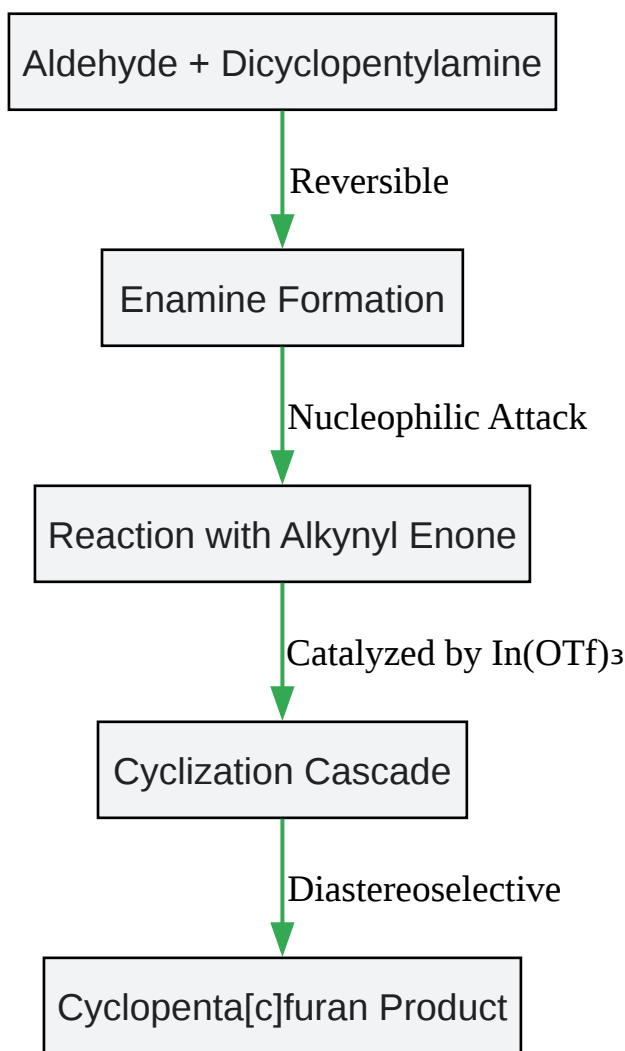 Aldehyde + Dicyclopentylamine
Reversible
Enamine Formation
Nucleophilic Attack
Reaction with Alkynyl Enone
Catalyzed by In(OTf)₃
Cyclization Cascade
Diastereoselective
Cyclopenta[c]furan Product